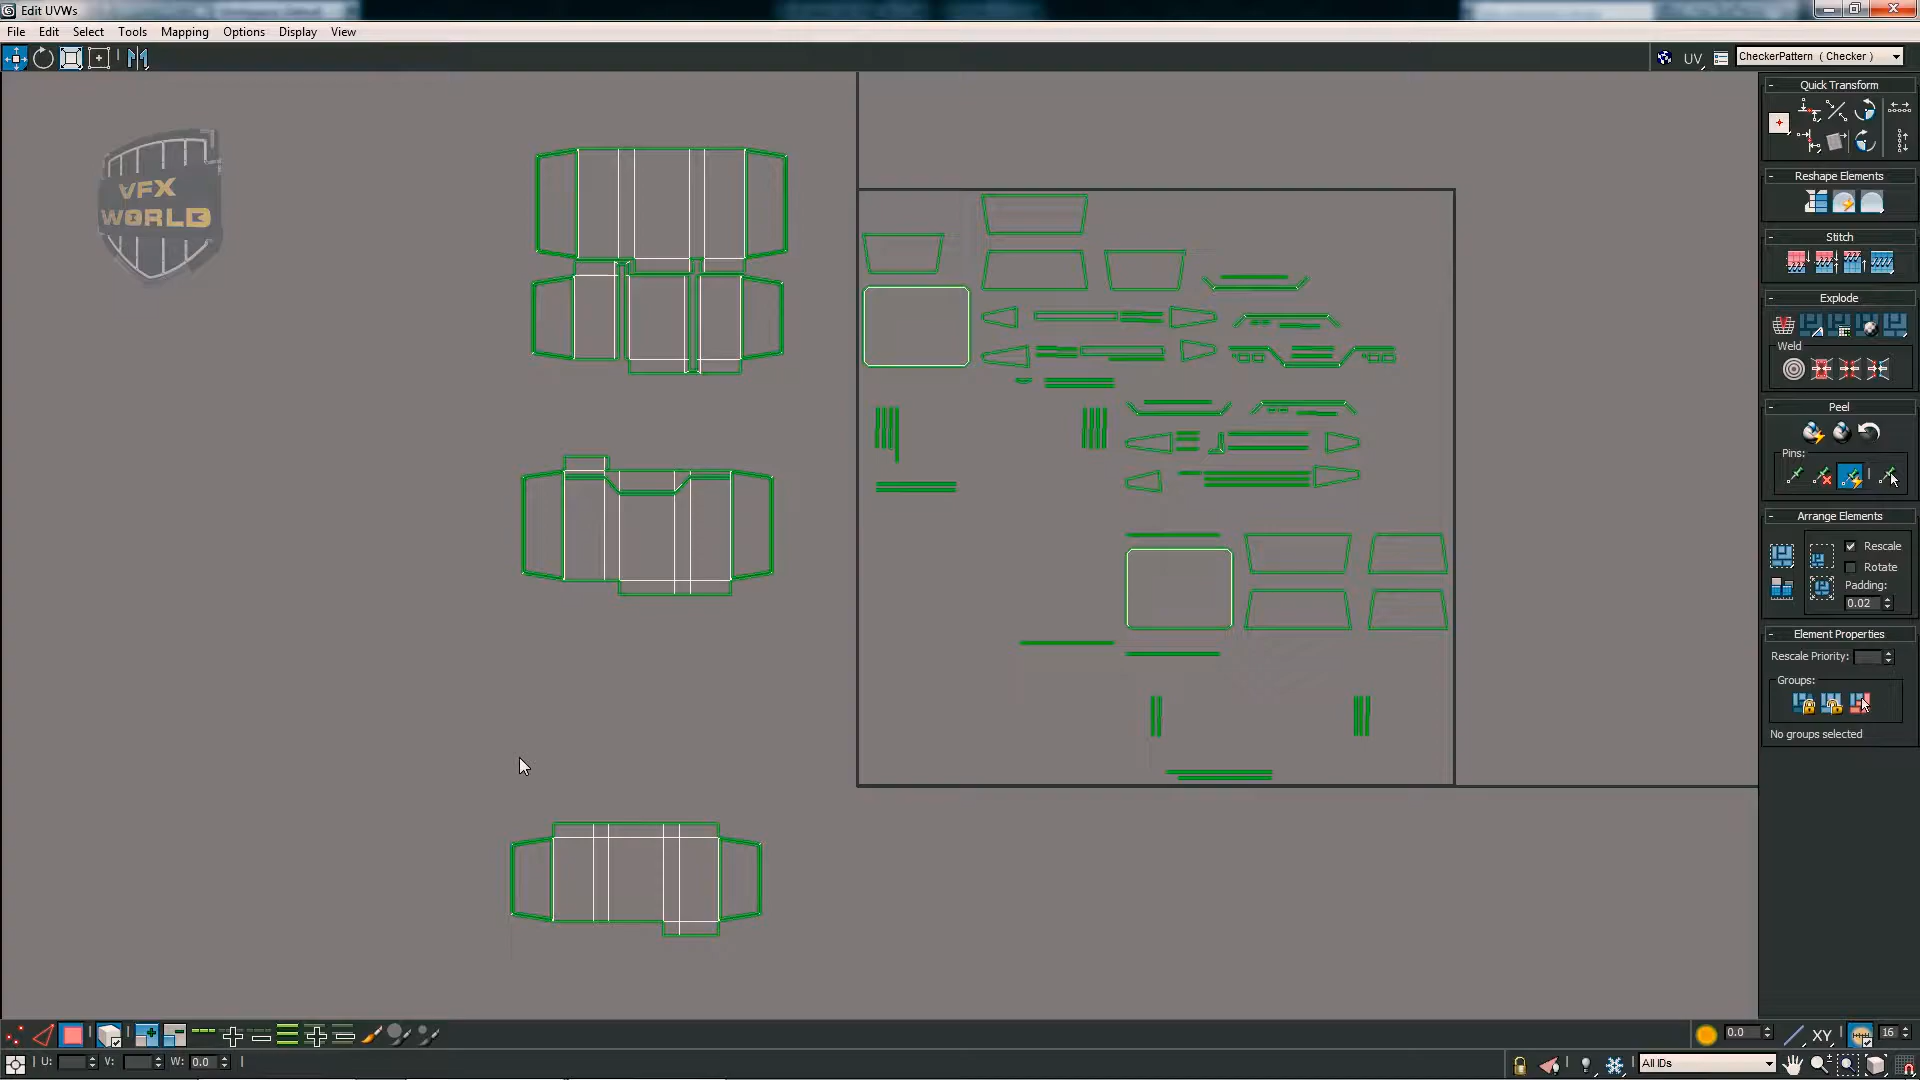 Edit UVWs
File Edit Select Tools Mapping Options Display View
UV CheckerPattern ( Checker )
VFX
WORLD
Quick Transform
Reshape Elements
Stitch
Explode
Weld
Peel
Pins:
Arrange Elements
Rescale
Rotate
Padding:
0.02
Element Properties
Rescale Priority:
Groups:
No groups selected
0.0 XY 16
U: V: W: 0.0 All IDs